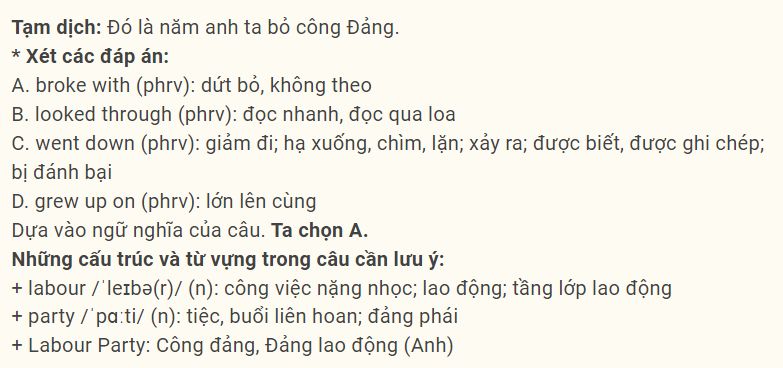 Tạm dịch: Đó là năm anh ta bỏ công Đảng.
* Xét các đáp án:
A. broke with (phrv): dứt bỏ, không theo
B. looked through (phrv): đọc nhanh, đọc qua loa
C. went down (phrv): giảm đi; hạ xuống, chìm, lặn; xảy ra; được biết, được ghi chép;
bị đánh bại
D. grew up on (phrv): lớn lên cùng
Dựa vào ngữ nghĩa của câu. Ta chọn A.
Những cấu trúc và từ vựng trong câu cần lưu ý:
+ labour /ˈleɪbə(r)/ (n): công việc nặng nhọc; lao động; tầng lớp lao động
+ party /ˈpɑːti/ (n): tiệc, buổi liên hoan; đảng phái
+ Labour Party: Công đảng, Đảng lao động (Anh)